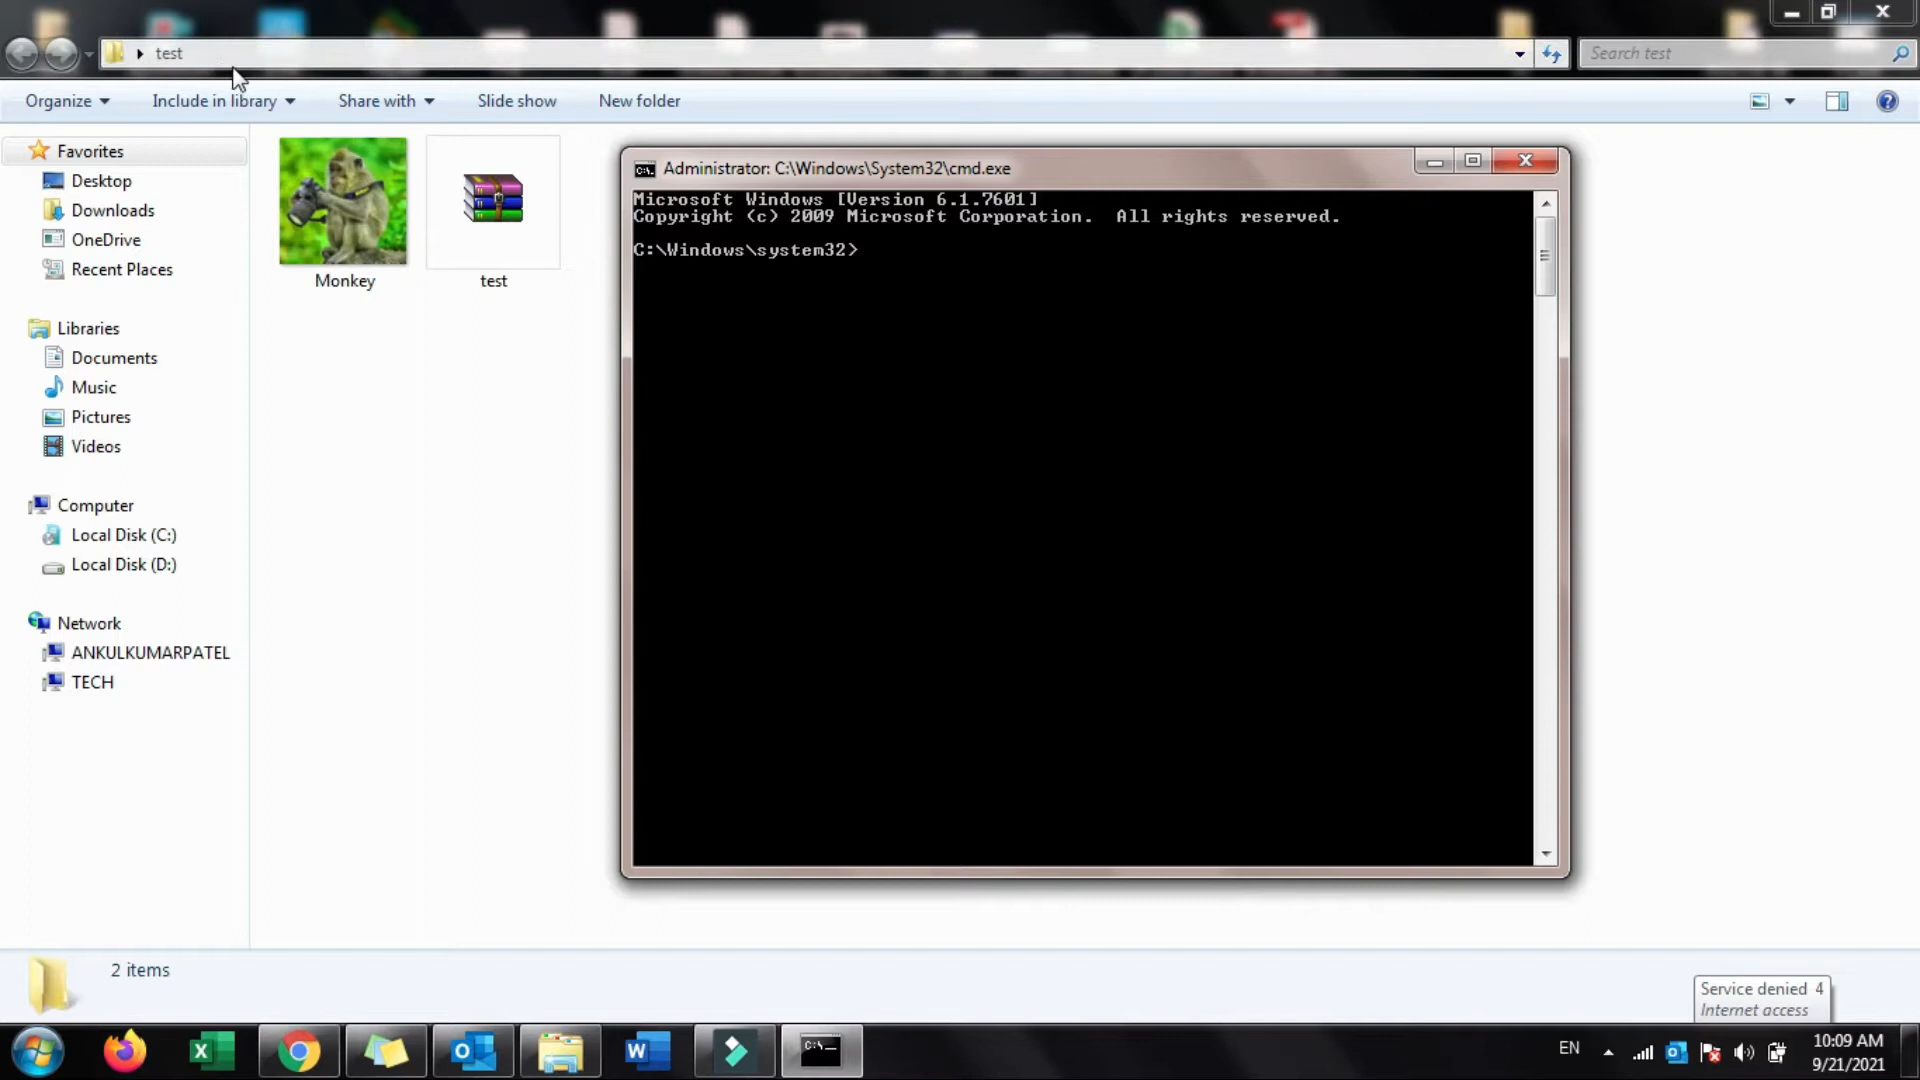 test
Search test
Organize
Include in library
Share with
Slide show
New folder
Favorites
Desktop
Downloads
OneDrive
Recent Places
Libraries
Documents
Music
Pictures
Videos
Computer
Local Disk (C:)
Local Disk (D:)
Network
ANKULKUMARPATEL
TECH
Monkey
test
Administrator: C:\Windows\System32\cmd.exe
Microsoft Windows [Version 6.1.7601]
Copyright (c) 2009 Microsoft Corporation.  All rights reserved.
C:\Windows\system32>
2 items
Service denied 4
Internet access
EN
10:09 AM
9/21/2021